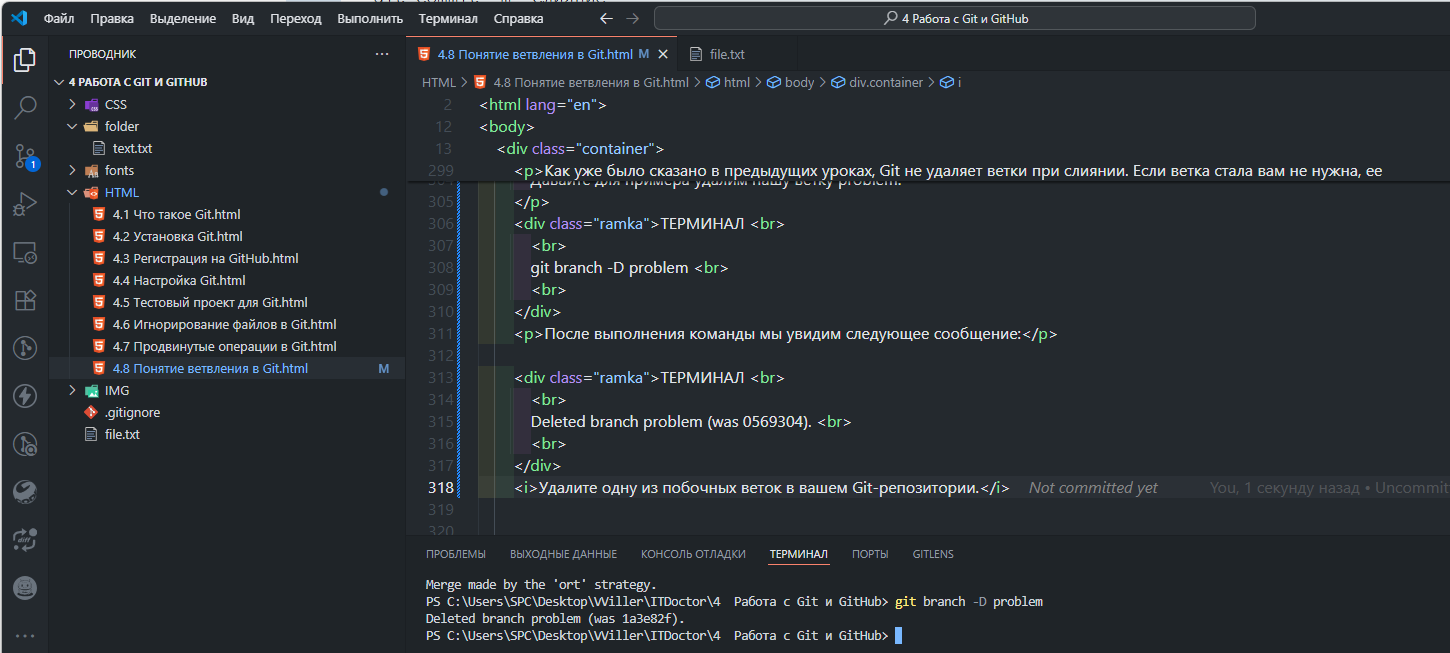 Файл Правка Выделение Вид Переход Выполнить Терминал Справка 4 Работа с Git и GitHub
ПРОВОДНИК
4 РАБОТА С GIT И GITHUB
CSS
folder
text.txt
fonts
HTML
4.1 Что такое Git.html
4.2 Установка Git.html
4.3 Регистрация на GitHub.html
4.4 Настройка Git.html
4.5 Тестовый проект для Git.html
4.6 Игнорирование файлов в Git.html
4.7 Продвинутые операции в Git.html
4.8 Понятие ветвления в Git.html M
IMG
.gitignore
file.txt
1
4.8 Понятие ветвления в Git.html M file.txt
HTML > 4.8 Понятие ветвления в Git.html > html > body > div.container > i
2 <html lang="en">
12 <body>
13 <div class="container">
299 <p>Как уже было сказано в предыдущих уроках, Git не удаляет ветки при слиянии. Если ветка стала вам не нужна, ее
Давайте для примера удалим нашу ветку problem.
305 </p>
306 <div class="ramka">ТЕРМИНАЛ <br>
307 <br>
308 git branch -D problem <br>
309 <br>
310 </div>
311 <p>После выполнения команды мы увидим следующее сообщение:</p>
312
313 <div class="ramka">ТЕРМИНАЛ <br>
314 <br>
315 Deleted branch problem (was 0569304). <br>
316 <br>
317 </div>
318 <i>Удалите одну из побочных веток в вашем Git-репозитории.</i> Not committed yet You, 1 секунду назад • Uncommit
319
320
ПРОБЛЕМЫ ВЫХОДНЫЕ ДАННЫЕ КОНСОЛЬ ОТЛАДКИ ТЕРМИНАЛ ПОРТЫ GITLENS
Merge made by the 'ort' strategy.
PS C:\Users\SPC\Desktop\VViller\ITDoctor\4 Работа с Git и GitHub> git branch -D problem
Deleted branch problem (was 1a3e82f).
PS C:\Users\SPC\Desktop\VViller\ITDoctor\4 Работа с Git и GitHub>